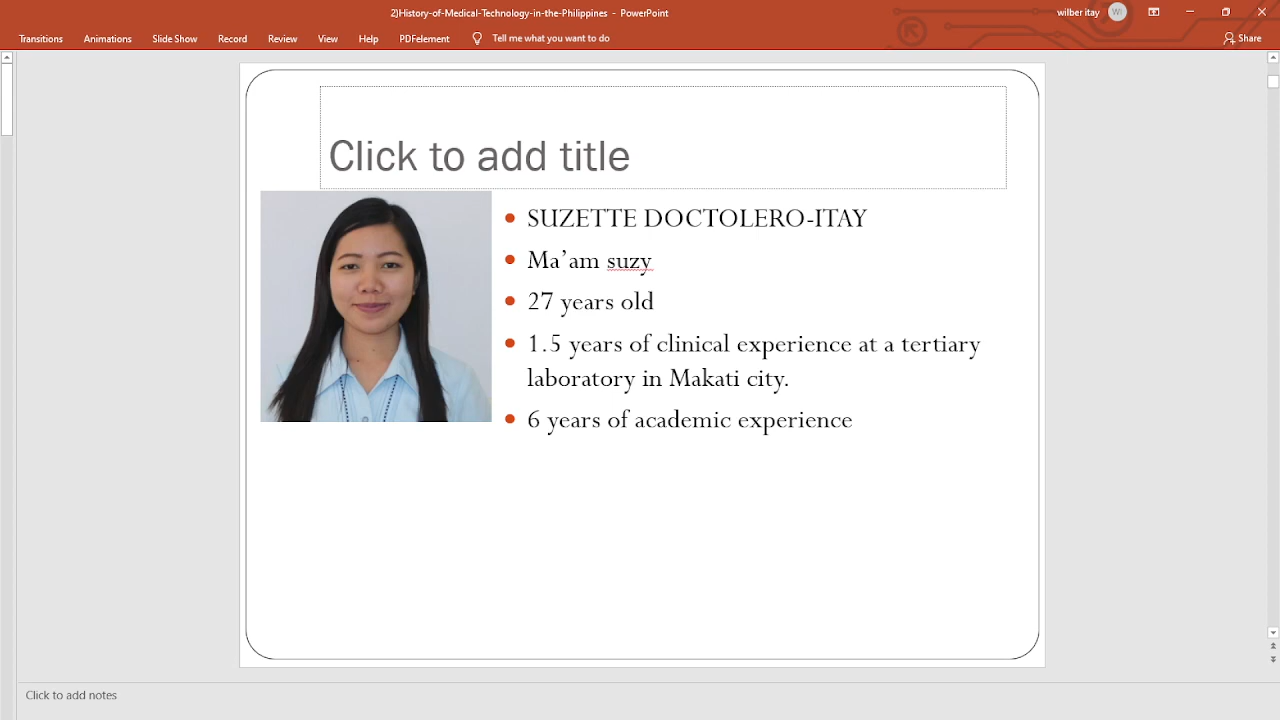 2)History-of-Medical-Technology-in-the-Philippines - PowerPoint
wilber itay
WI
Transitions
Animations
Slide Show
Record
Review
View
Help
PDFelement
Tell me what you want to do
Share
Click to add title
SUZETTE DOCTOLERO-ITAY
Ma’am suzy
27 years old
1.5 years of clinical experience at a tertiary
laboratory in Makati city.
6 years of academic experience
Click to add notes